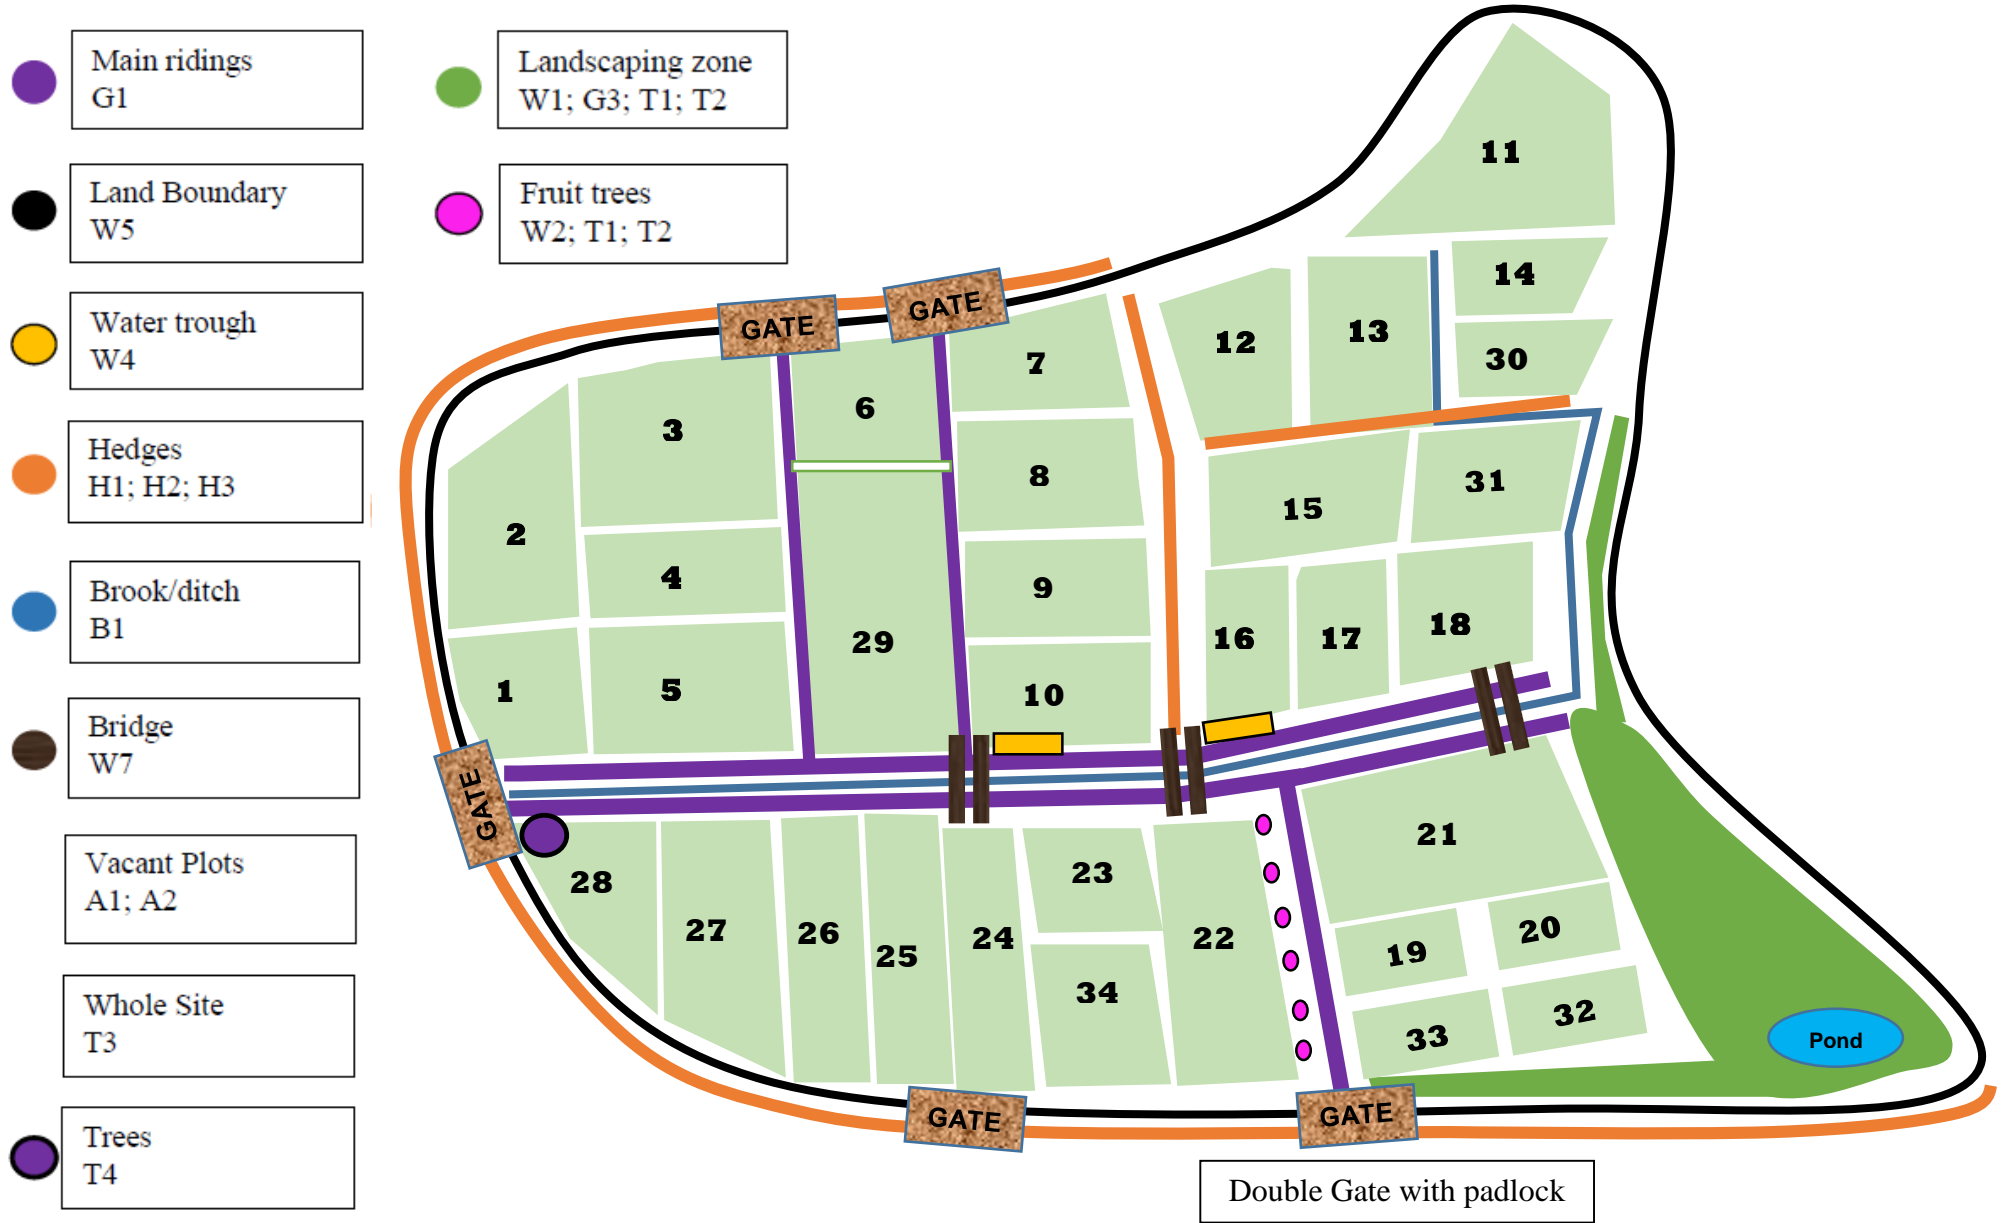 Main ridings
G1
Land Boundary
W5
Water trough
W4
Hedges
H1; H2; H3
Brook/ditch
B1
Bridge
W7
Vacant Plots
A1; A2
Whole Site
T3
Trees
T4
Landscaping zone
W1; G3; T1; T2
Fruit trees
W2; T1; T2
11
14
13
12
30
GATE
GATE
7
6
3
8
2
15
31
4
9
29
16
17
18
1
5
10
GATE
28
27
26
25
24
23
34
22
21
19
20
33
32
Pond
GATE
GATE
Double Gate with padlock